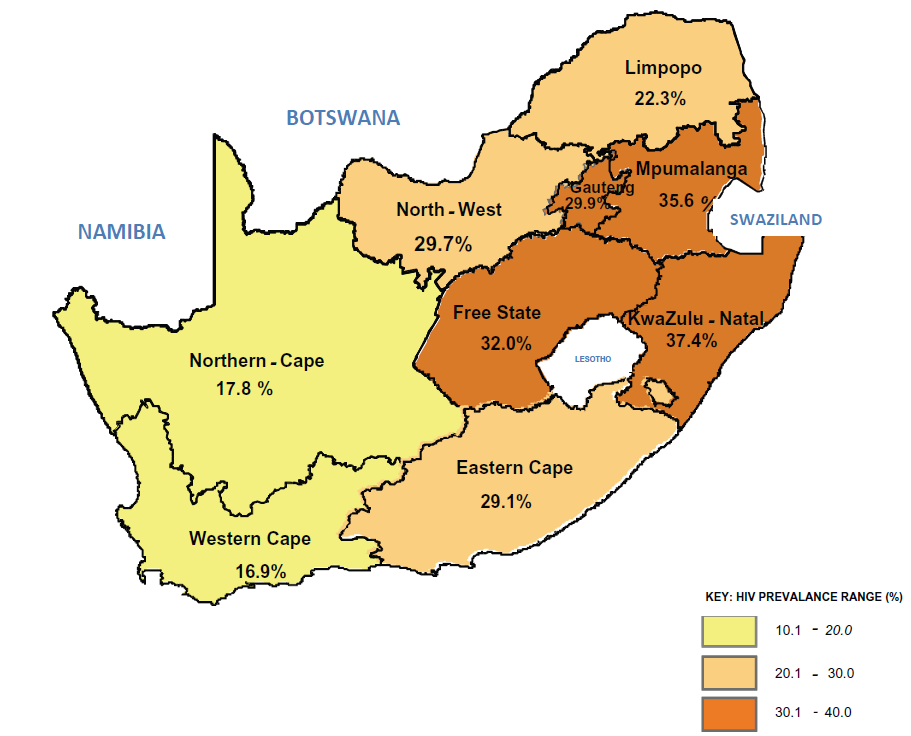 Limpopo
22.3%
BOTSWANA
Mpumalanga
35.6 %
Gauteng
29.9%
North - West
29.7%
SWAZILAND
NAMIBIA
Free State
32.0%
KwaZulu - Natal
37.4%
LESOTHO
Northern - Cape
17.8 %
Eastern Cape
29.1%
Western Cape
16.9%
KEY: HIV PREVALANCE RANGE (%)
10.1 - 20.0
20.1 - 30.0
30.1 - 40.0